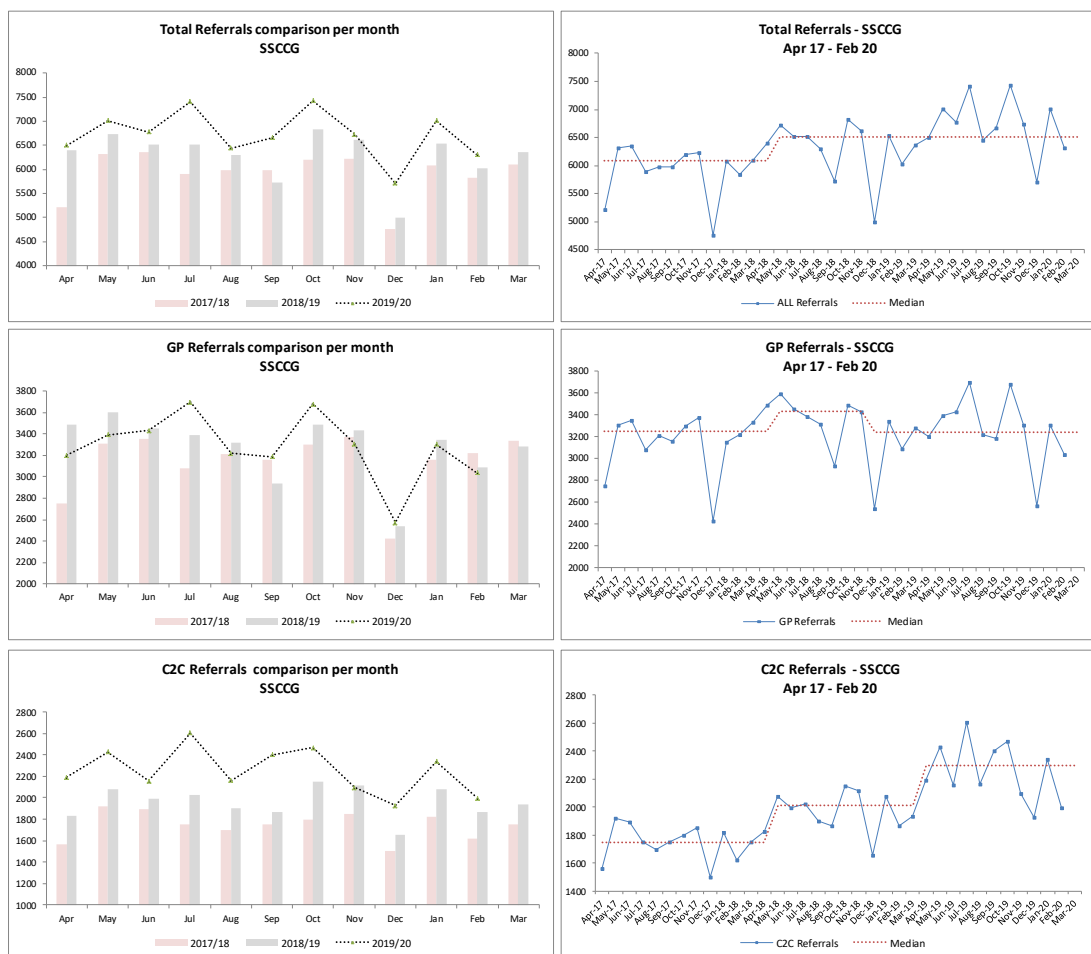 Total Referrals comparison per month
SSCCG
8000
7500
7000
6500
6000
5500
5000
4500
4000
Apr May Jun Jul Aug Sep Oct Nov Dec Jan Feb Mar
2017/18 2018/19 2019/20
Total Referrals - SSCCG
Apr 17 - Feb 20
8000
7500
7000
6500
6000
5500
5000
4500
Apr-17 May-17 Jun-17 Jul-17 Aug-17 Sep-17 Oct-17 Nov-17 Dec-17 Jan-18 Feb-18 Mar-18 Apr-18 May-18 Jun-18 Jul-18 Aug-18 Sep-18 Oct-18 Nov-18 Dec-18 Jan-19 Feb-19 Mar-19 Apr-19 May-19 Jun-19 Jul-19 Aug-19 Sep-19 Oct-19 Nov-19 Dec-19 Jan-20 Feb-20 Mar-20
ALL Referrals Median
GP Referrals comparison per month
SSCCG
3800
3600
3400
3200
3000
2800
2600
2400
2200
2000
Apr May Jun Jul Aug Sep Oct Nov Dec Jan Feb Mar
2017/18 2018/19 2019/20
GP Referrals - SSCCG
Apr 17 - Feb 20
3800
3600
3400
3200
3000
2800
2600
2400
2200
2000
Apr-17 May-17 Jun-17 Jul-17 Aug-17 Sep-17 Oct-17 Nov-17 Dec-17 Jan-18 Feb-18 Mar-18 Apr-18 May-18 Jun-18 Jul-18 Aug-18 Sep-18 Oct-18 Nov-18 Dec-18 Jan-19 Feb-19 Mar-19 Apr-19 May-19 Jun-19 Jul-19 Aug-19 Sep-19 Oct-19 Nov-19 Dec-19 Jan-20 Feb-20 Mar-20
GP Referrals Median
C2C Referrals comparison per month
SSCCG
2800
2600
2400
2200
2000
1800
1600
1400
1200
1000
Apr May Jun Jul Aug Sep Oct Nov Dec Jan Feb Mar
2017/18 2018/19 2019/20
C2C Referrals - SSCCG
Apr 17 - Feb 20
2800
2600
2400
2200
2000
1800
1600
1400
Apr-17 May-17 Jun-17 Jul-17 Aug-17 Sep-17 Oct-17 Nov-17 Dec-17 Jan-18 Feb-18 Mar-18 Apr-18 May-18 Jun-18 Jul-18 Aug-18 Sep-18 Oct-18 Nov-18 Dec-18 Jan-19 Feb-19 Mar-19 Apr-19 May-19 Jun-19 Jul-19 Aug-19 Sep-19 Oct-19 Nov-19 Dec-19 Jan-20 Feb-20 Mar-20
C2C Referrals Median